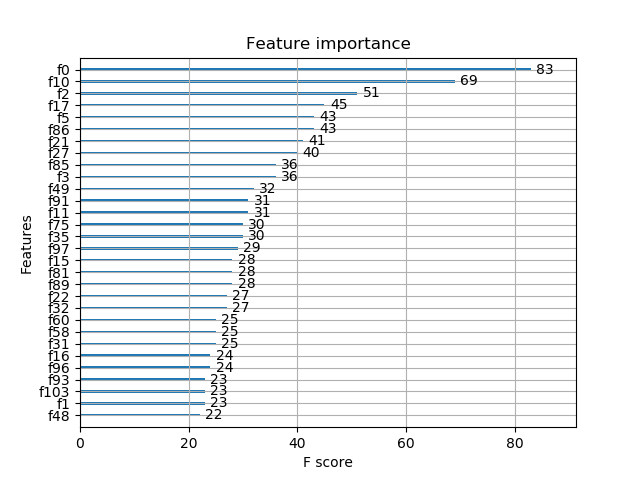 Feature importance
Features
f0 83
f10 69
f2 51
f17 45
f5 43
f86 43
f21 41
f27 40
f85 36
f3 36
f49 32
f91 31
f11 31
f75 30
f35 30
f97 29
f15 28
f81 28
f89 28
f22 27
f32 27
f60 25
f58 25
f31 25
f16 24
f96 24
f93 23
f103 23
f1 23
f48 22
0 20 40 60 80
F score